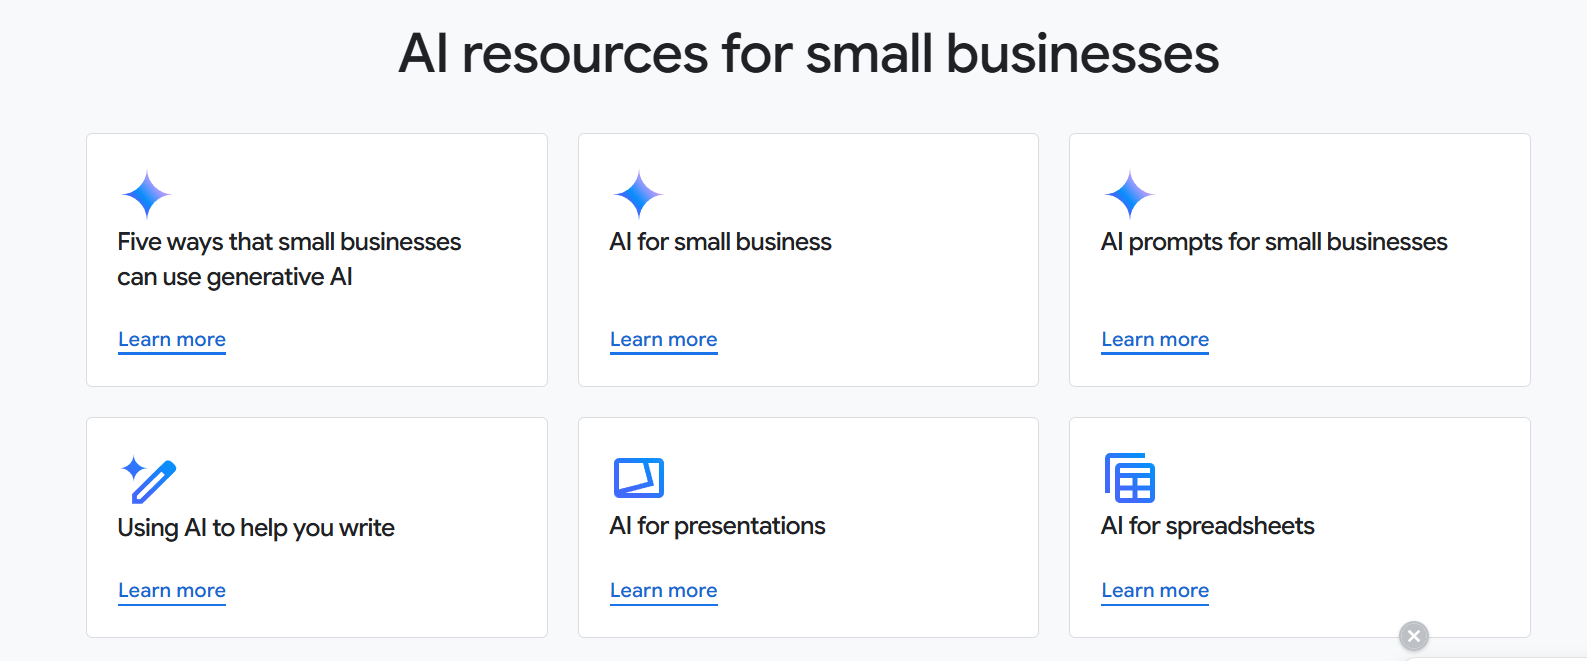 AI resources for small businesses
Five ways that small businesses
can use generative AI
Learn more
AI for small business
Learn more
AI prompts for small businesses
Learn more
Using AI to help you write
Learn more
AI for presentations
Learn more
AI for spreadsheets
Learn more